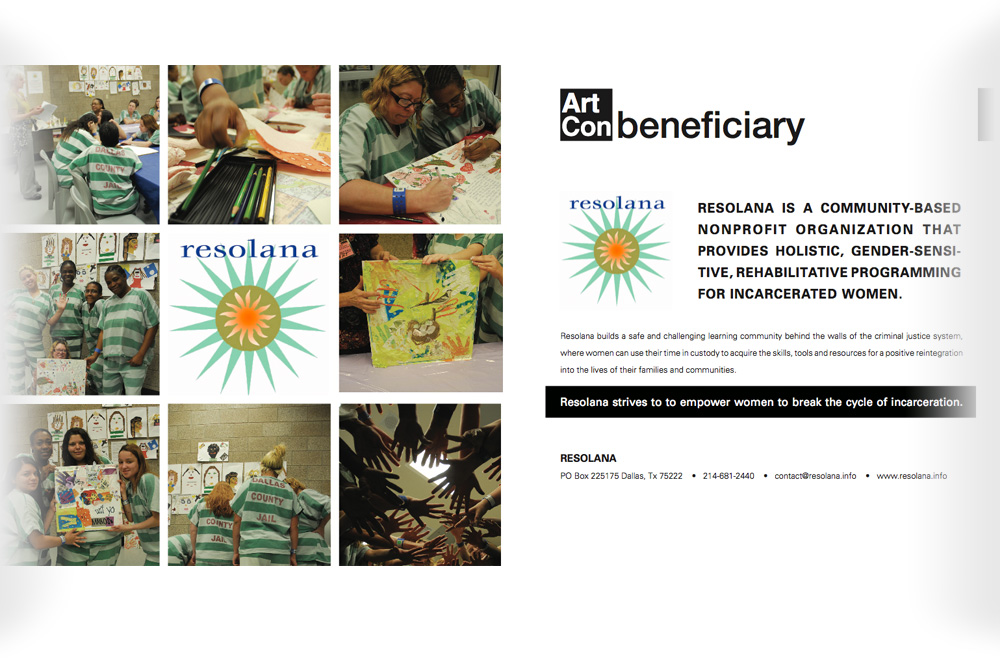 DALLAS
COUNTY
JAIL
resolana
DALLAS
COUNTY
JAIL
COUNTY
JAIL
Art
Con beneficiary
resolana
RESOLANA IS A COMMUNITY-BASED
NONPROFIT ORGANIZATION THAT
PROVIDES HOLISTIC, GENDER-SENSI-
TIVE, REHABILITATIVE PROGRAMMING
FOR INCARCERATED WOMEN.
Resolana builds a safe and challenging learning community behind the walls of the criminal justice system,
where women can use their time in custody to acquire the skills, tools and resources for a positive reintegration
into the lives of their families and communities.
Resolana strives to to empower women to break the cycle of incarceration.
RESOLANA
PO Box 225175 Dallas, Tx 75222 • 214-681-2440 • contact@resolana.info • www.resolana.info